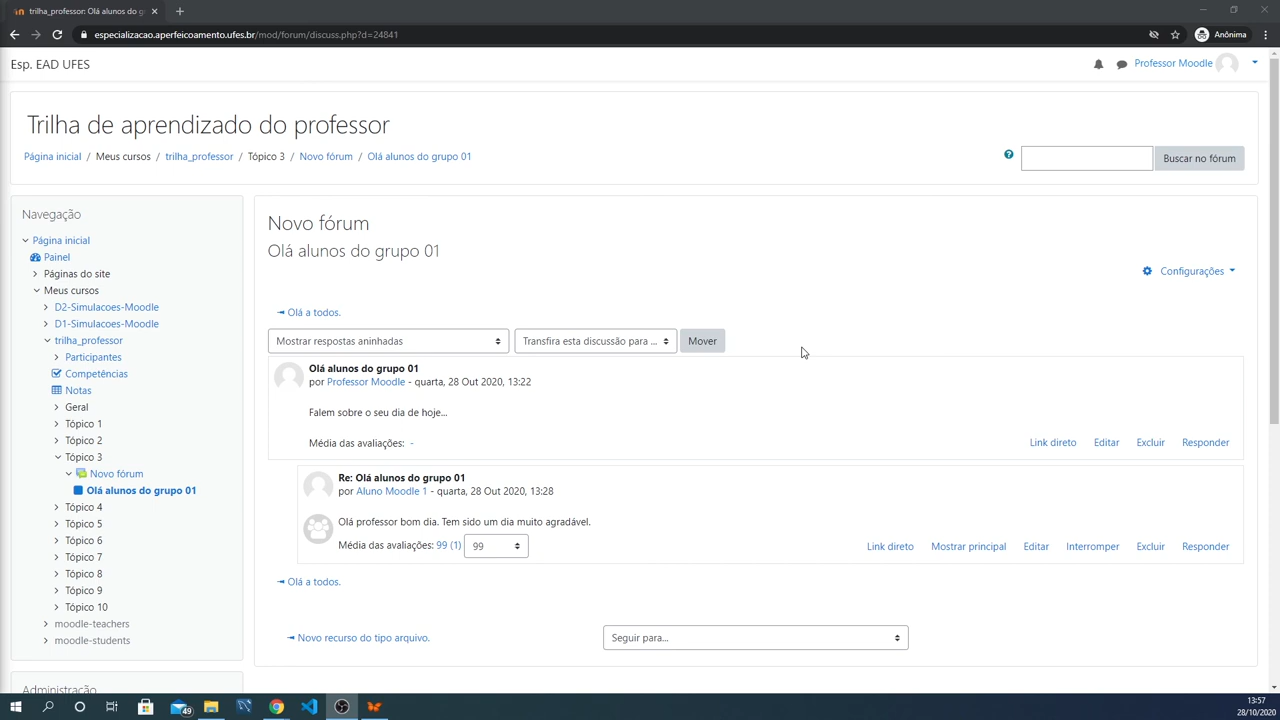 trilha_professor: Olá alunos do g
especializacao.aperfeicoamento.ufes.br/mod/forum/discuss.php?d=24841
Anônima
Esp. EAD UFES
Professor Moodle
Trilha de aprendizado do professor
Página inicial / Meus cursos / trilha_professor / Tópico 3 / Novo fórum / Olá alunos do grupo 01
Buscar no fórum
Navegação
Página inicial
Painel
Páginas do site
Meus cursos
D2-Simulacoes-Moodle
D1-Simulacoes-Moodle
trilha_professor
Participantes
Competências
Notas
Geral
Tópico 1
Tópico 2
Tópico 3
Novo fórum
Olá alunos do grupo 01
Tópico 4
Tópico 5
Tópico 6
Tópico 7
Tópico 8
Tópico 9
Tópico 10
moodle-teachers
moodle-students
Administração
Novo fórum
Olá alunos do grupo 01
Configurações
◄ Olá a todos.
Mostrar respostas aninhadas
Transfira esta discussão para ...
Mover
Olá alunos do grupo 01
por Professor Moodle - quarta, 28 Out 2020, 13:22
Falem sobre o seu dia de hoje...
Média das avaliações: -
Link direto Editar Excluir Responder
Re: Olá alunos do grupo 01
por Aluno Moodle 1 - quarta, 28 Out 2020, 13:28
Olá professor bom dia. Tem sido um dia muito agradável.
Média das avaliações: 99 (1) 99
Link direto Mostrar principal Editar Interromper Excluir Responder
◄ Olá a todos.
◄ Novo recurso do tipo arquivo.
Seguir para...
49
13:57
28/10/2020